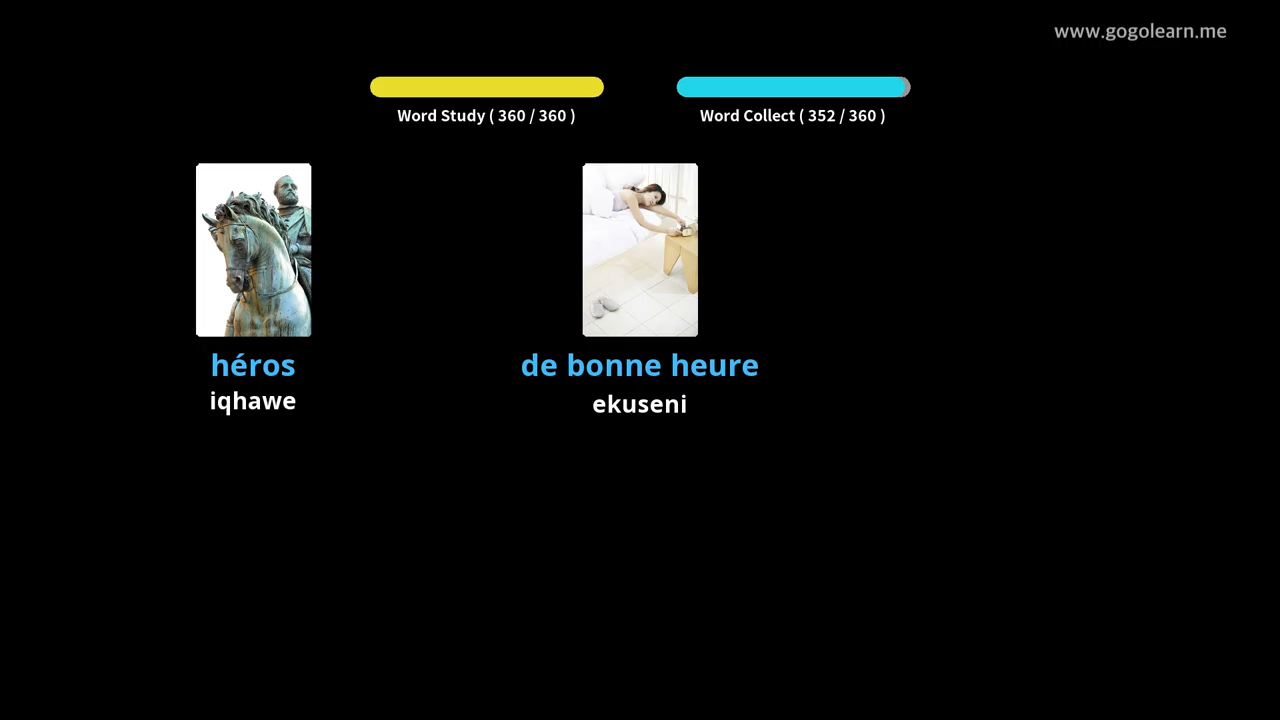 www.gogolearn.me
Word Study ( 360 / 360 )
Word Collect ( 352 / 360 )
héros
iqhawe
de bonne heure
ekuseni